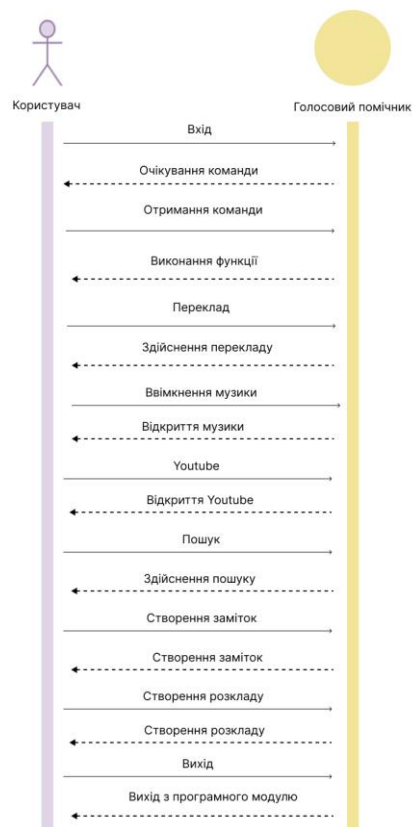 Користувач
Голосовий помічник
Вхід
Очікування команди
Отримання команди
Виконання функції
Переклад
Здійснення перекладу
Ввімкнення музики
Відкриття музики
Youtube
Відкриття Youtube
Пошук
Здійснення пошуку
Створення заміток
Створення заміток
Створення розкладу
Створення розкладу
Вихід
Вихід з програмного модулю